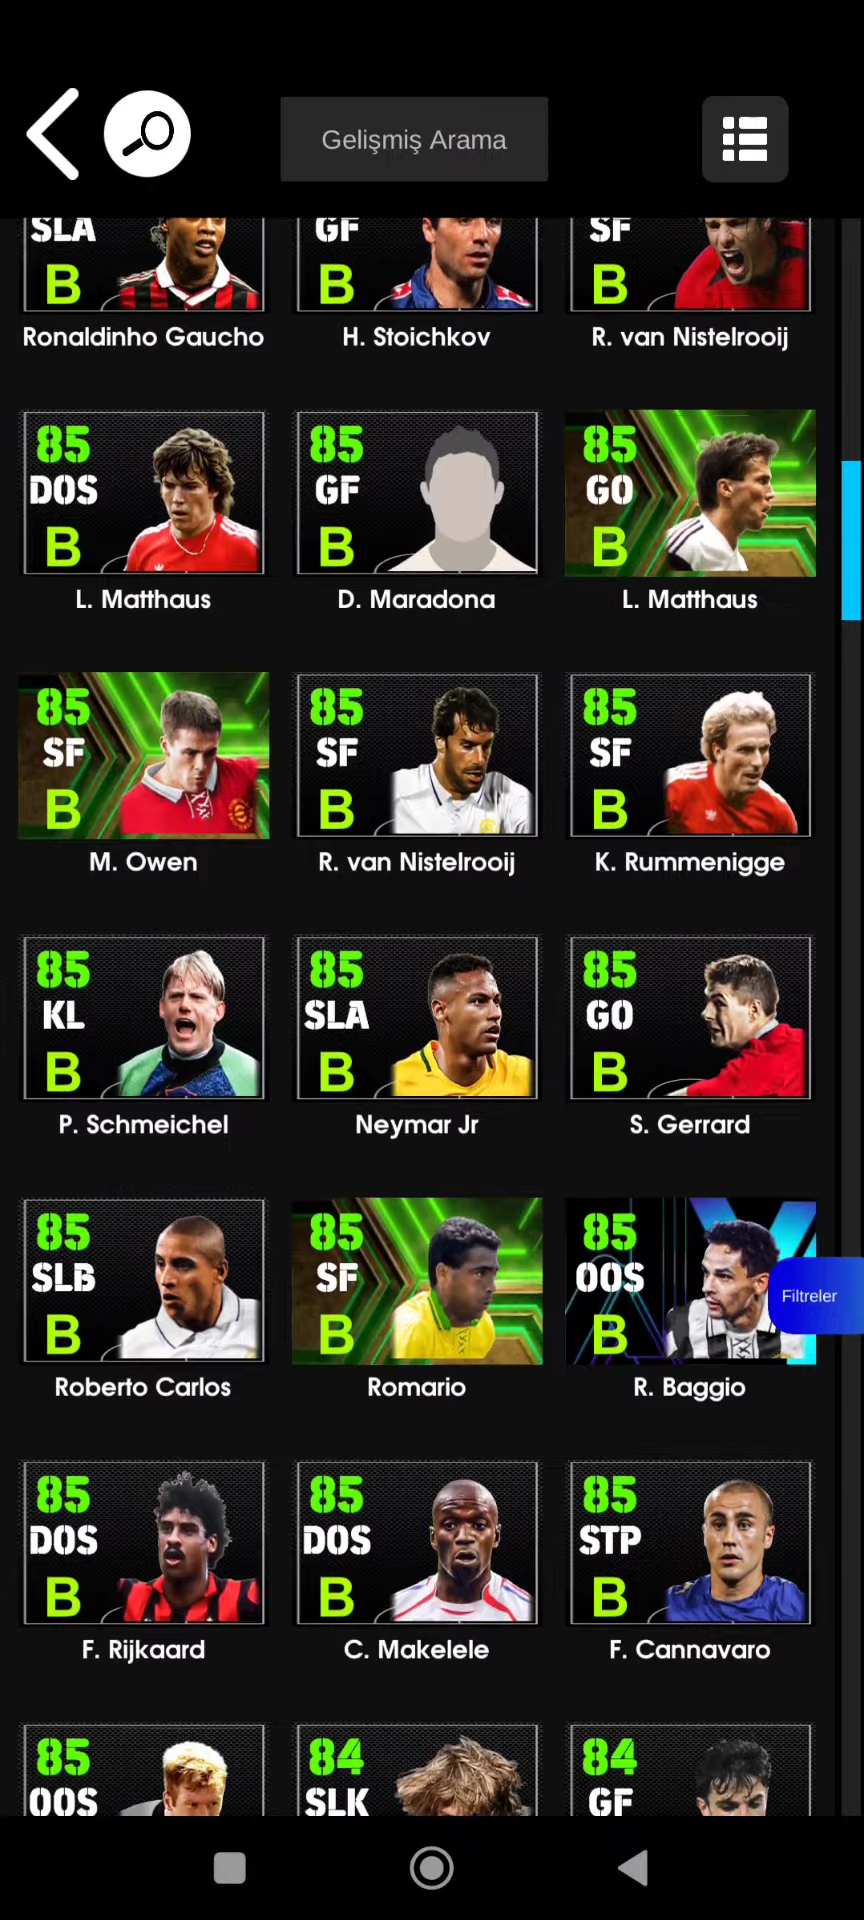 Gelişmiş Arama
SLA
B
Ronaldinho Gaucho
GF
B
H. Stoichkov
SF
B
R. van Nistelrooij
85
DOS
B
L. Matthaus
85
GF
B
D. Maradona
85
GO
B
L. Matthaus
85
SF
B
M. Owen
85
SF
B
R. van Nistelrooij
85
SF
B
K. Rummenigge
85
KL
B
P. Schmeichel
85
SLA
B
Neymar Jr
85
GO
B
S. Gerrard
85
SLB
B
Roberto Carlos
85
SF
B
Romario
85
OOS
B
R. Baggio
Filtreler
85
DOS
B
F. Rijkaard
85
DOS
B
C. Makelele
85
STP
B
F. Cannavaro
85
OOS
84
SLK
84
GF